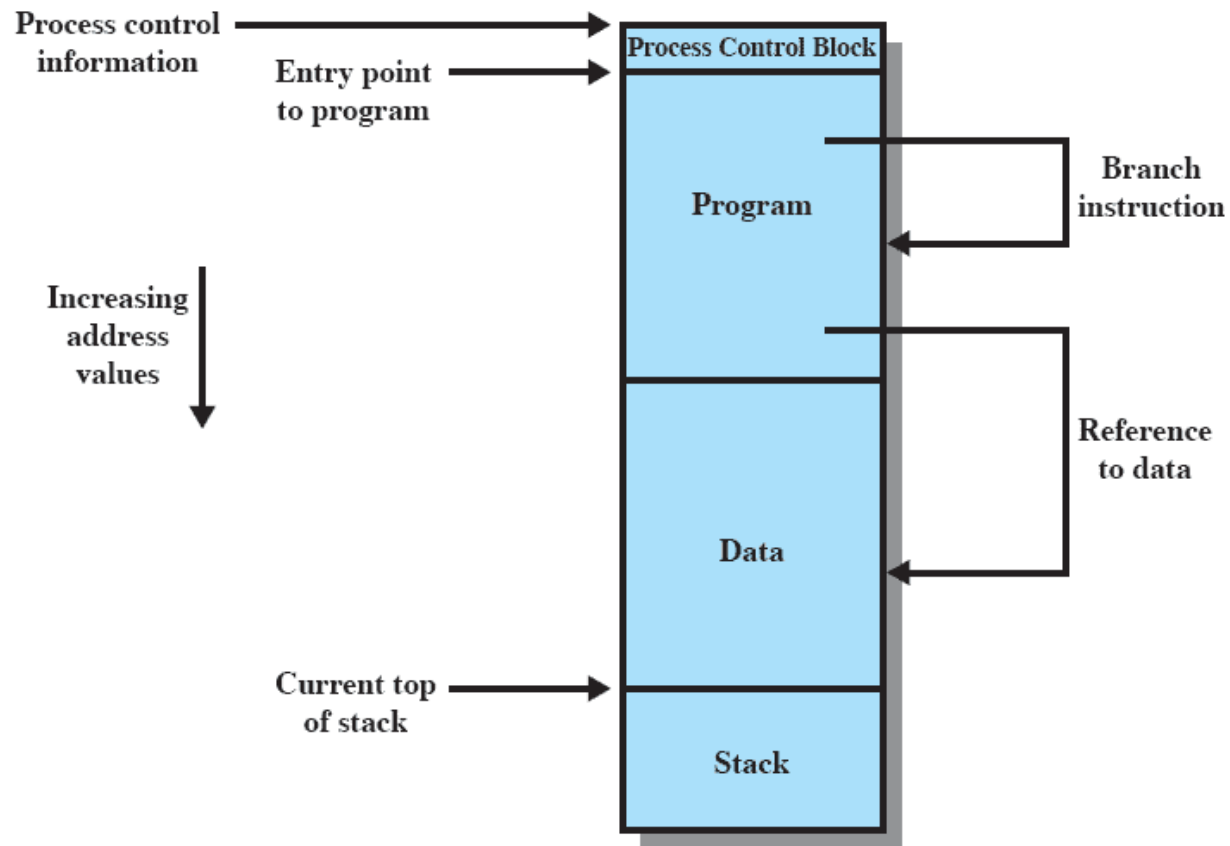 Process control
information
Process Control Block
Entry point
to program
Branch
instruction
Program
Increasing
address
values
Reference
to data
Data
Current top
of stack
Stack